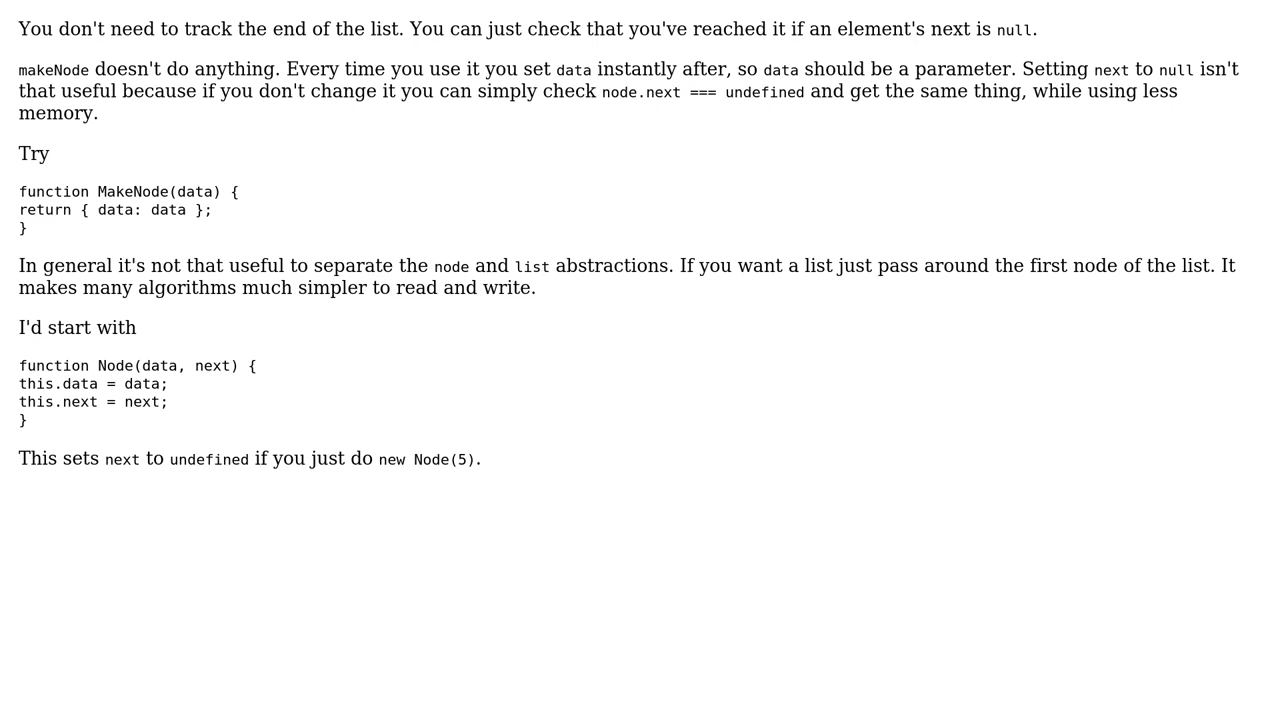 You don't need to track the end of the list. You can just check that you've reached it if an element's next is null.
makeNode doesn't do anything. Every time you use it you set data instantly after, so data should be a parameter. Setting next to null isn't
that useful because if you don't change it you can simply check node.next === undefined and get the same thing, while using less
memory.
Try
function MakeNode(data) {
return { data: data };
}
In general it's not that useful to separate the node and list abstractions. If you want a list just pass around the first node of the list. It
makes many algorithms much simpler to read and write.
I'd start with
function Node(data, next) {
this.data = data;
this.next = next;
}
This sets next to undefined if you just do new Node(5).